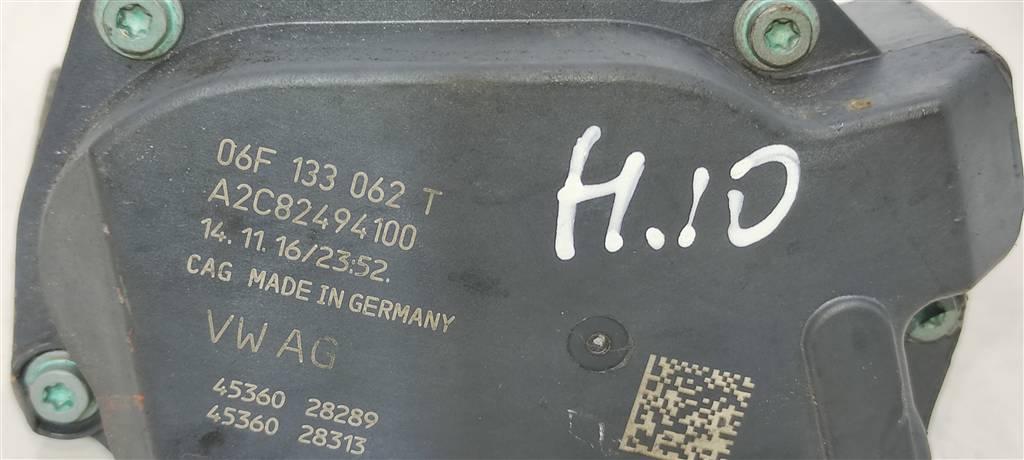 06F 133 062 T
A2C82494100
14.11.16/23:52.
CAG MADE IN GERMANY
VW AG
45360 28289
45360 28313
H.!D